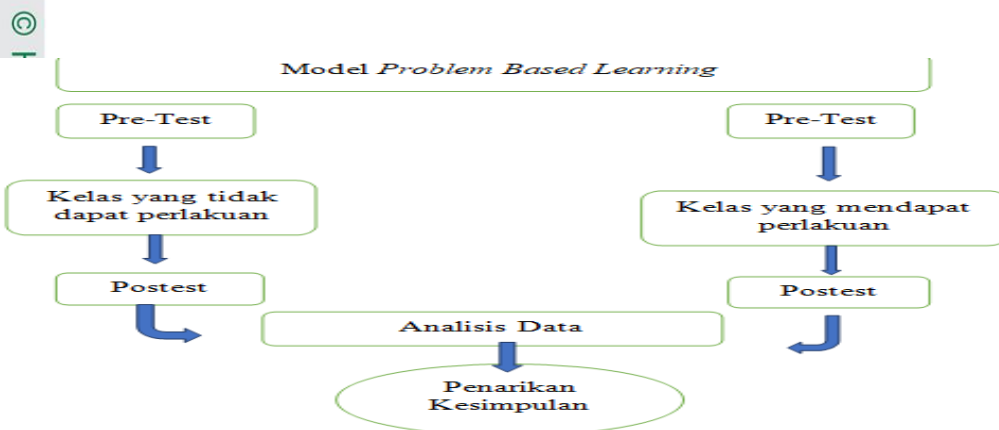 ©
Model Problem Based Learning
Pre-Test
Pre-Test
Kelas yang tidak
dapat perlakuan
Kelas yang mendapat
perlakuan
Postest
Postest
Analisis Data
Penarikan
Kesimpulan